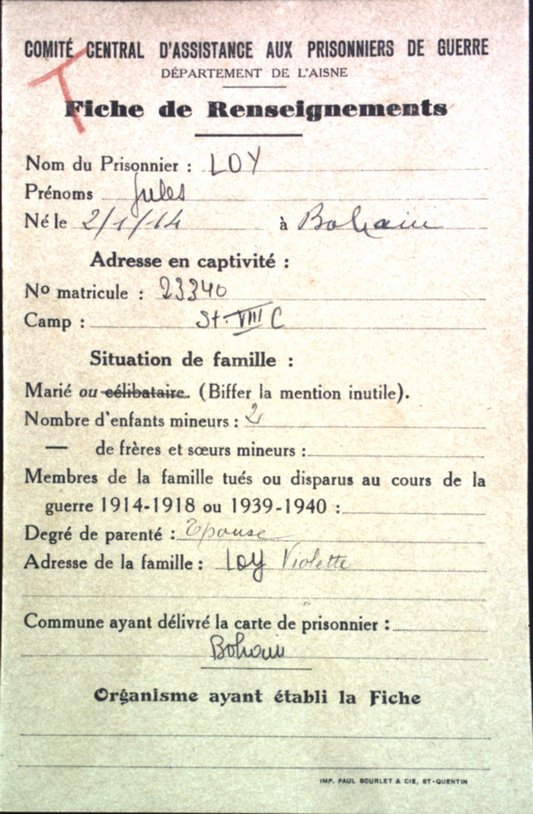 COMITÉ CENTRAL D'ASSISTANCE AUX PRISONNIERS DE GUERRE
DÉPARTEMENT DE L'AISNE
T
Fiche de Renseignements
Nom du Prisonnier : LOY
Prénoms Jules
Né le 2/1/14 à Bohain
Adresse en captivité :
No matricule : 23340
Camp : St. VIII C
Situation de famille :
Marié ou célibataire. (Biffer la mention inutile).
Nombre d'enfants mineurs : 2
— de frères et sœurs mineurs :
Membres de la famille tués ou disparus au cours de la
guerre 1914-1918 ou 1939-1940 :
Degré de parenté : Epouse
Adresse de la famille : LOY Violette
Commune ayant délivré la carte de prisonnier :
Bohain
Organisme ayant établi la Fiche
IMP. PAUL BOURLET & CIE, ST-QUENTIN